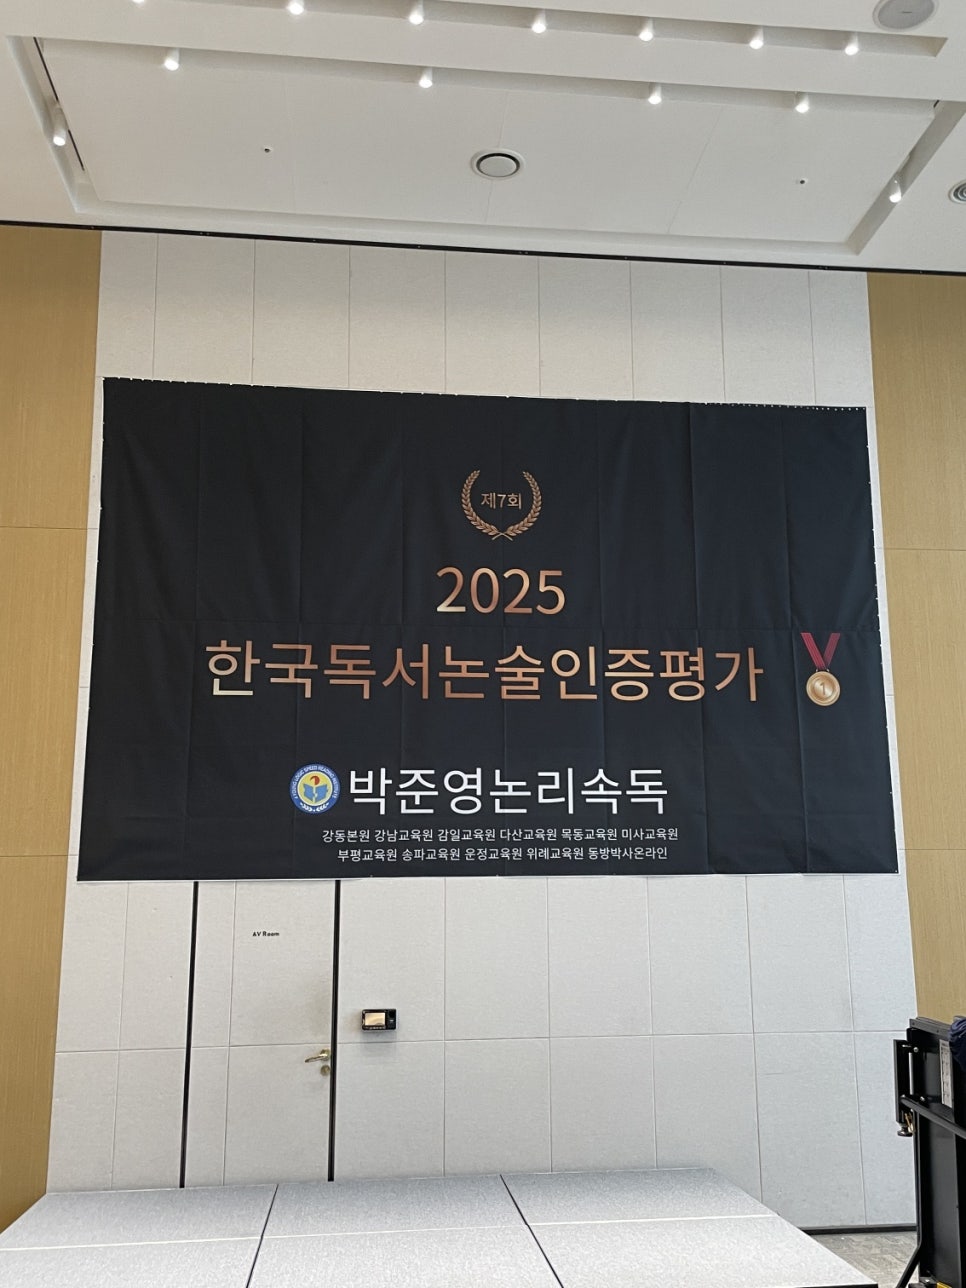 제7회
2025
한국독서논술인증평가
1
박준영논리속독
강동본원 강남교육원 감일교육원 다산교육원 목동교육원 미사교육원
부평교육원 송파교육원 운정교육원 위례교육원 동방박사온라인
AV Room